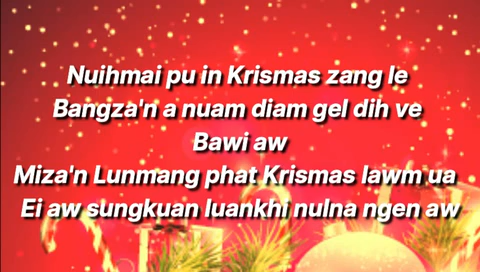 Nuihmai pu in Krismas zang le
Bangza'n a nuam diam gel dih ve
Bawi aw
Miza'n Lunmang phat Krismas lawm ua
Ei aw sungkuan luankhi nulna ngen aw